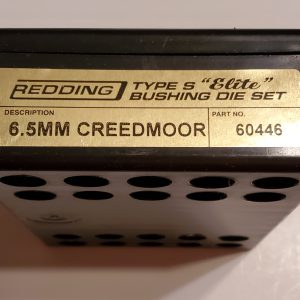 REDDING TYPE S "Elite"
BUSHING DIE SET
DESCRIPTION PART NO.
6.5MM CREEDMOOR 60446